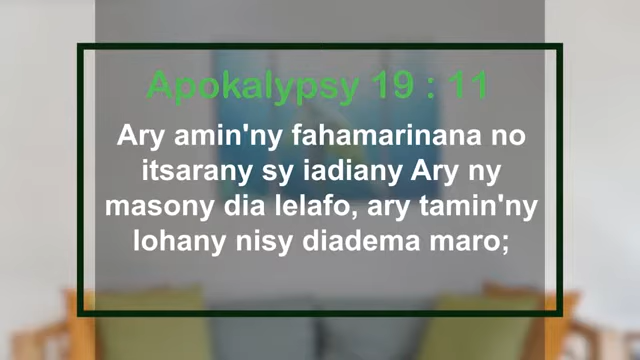 Apokalypsy 19 : 11
Ary amin'ny fahamarinana no
itsarany sy iadiany Ary ny
masony dia lelafo, ary tamin'ny
lohany nisy diadema maro;